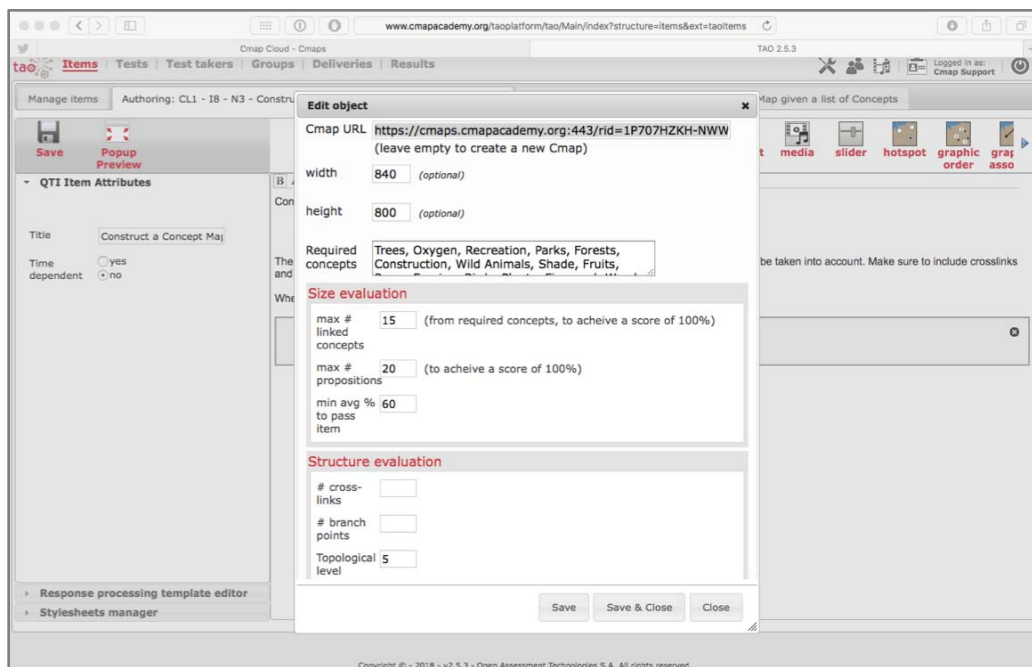 www.cmapacademy.org/taoplatform/tao/Main/index?structure=items&ext=taoItems
Cmap Cloud - Cmaps
TAO 2.5.3
tao
Items | Tests | Test takers | Groups | Deliveries | Results
Logged in as:
Cmap Support
Manage items
Authoring: CL1 - I8 - N3 - Constru
Map given a list of Concepts
Save
Popup
Preview
media
slider
hotspot
graphic
order
asso
QTI Item Attributes
Title
Construct a Concept Map
Time
dependent
yes
no
B
Con
The
and
Whe
be taken into account. Make sure to include crosslinks
Edit object
Cmap URL
https://cmaps.cmapacademy.org:443/rid=1P707HZKH-NWW
(leave empty to create a new Cmap)
width
840
(optional)
height
800
(optional)
Required
concepts
Trees, Oxygen, Recreation, Parks, Forests,
Construction, Wild Animals, Shade, Fruits,
Size evaluation
max #
linked
concepts
15
(from required concepts, to acheive a score of 100%)
max #
propositions
20
(to acheive a score of 100%)
min avg %
to pass
item
60
Structure evaluation
# cross-
links
# branch
points
Topological
level
5
Save
Save & Close
Close
Response processing template editor
Stylesheets manager
Copyright © - 2018 - v2.5.3 - Open Assessment Technologies S.A. All rights reserved.